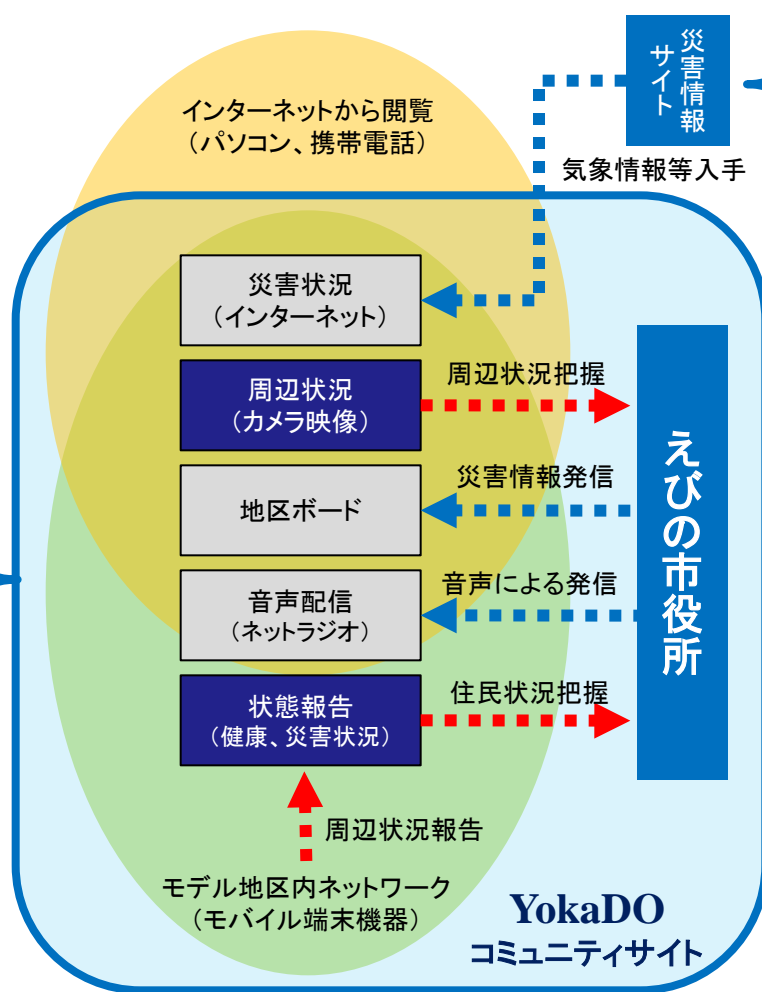 災害情報
サイト
インターネットから閲覧
（パソコン、携帯電話）
気象情報等入手
災害状況
（インターネット）
周辺状況
（カメラ映像）
周辺状況把握
地区ボード
災害情報発信
音声配信
（ネットラジオ）
音声による発信
状態報告
（健康、災害状況）
住民状況把握
えびの市役所
周辺状況報告
モデル地区内ネットワーク
（モバイル端末機器）
YokaDO
コミュニティサイト